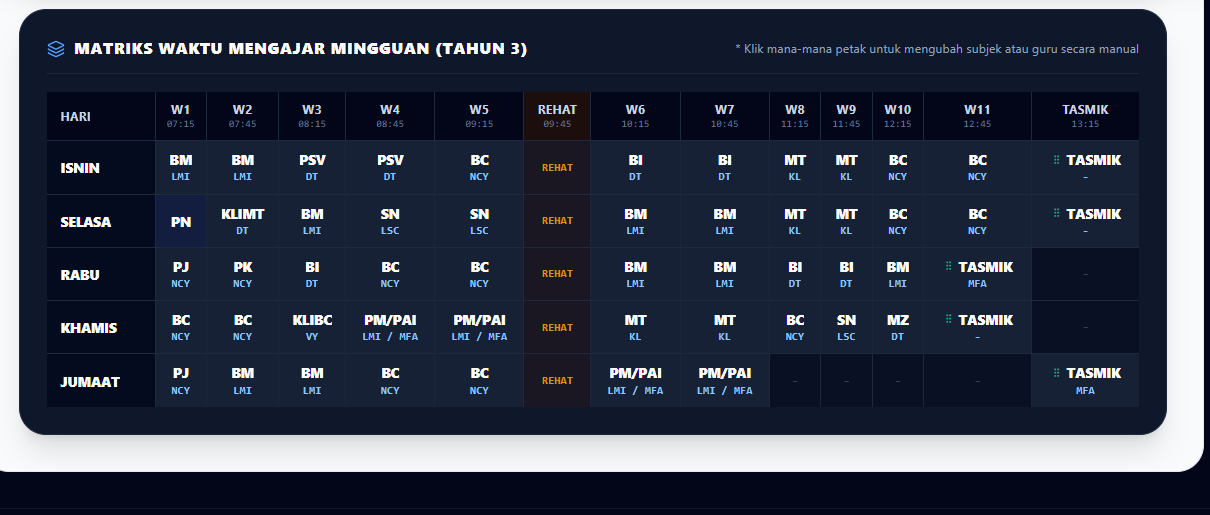 MATRIKS WAKTU MENGAJAR MINGGUAN (TAHUN 3)
* Klik mana-mana petak untuk mengubah subjek atau guru secara manual
HARI W1 W2 W3 W4 W5 REHAT W6 W7 W8 W9 W10 W11 TASMIK
07:15 07:45 08:15 08:45 09:15 09:45 10:15 10:45 11:15 11:45 12:15 12:45 13:15
ISNIN BM BM PSV PSV BC REHAT BI BI MT MT BC BC TASMIK
LMI LMI DT DT NCY DT DT KL KL NCY NCY –
SELASA PN KLIMT BM SN SN REHAT BM BM MT MT BC BC TASMIK
DT LMI LSC LSC LMI LMI KL KL NCY NCY –
RABU PJ PK BI BC BC REHAT BM BM BI BI BM TASMIK –
NCY NCY DT NCY NCY LMI LMI DT DT LMI MFA
KHAMIS BC BC KLIBC PM/PAI PM/PAI REHAT MT MT BC SN MZ TASMIK –
NCY NCY VY LMI / MFA LMI / MFA KL KL NCY LSC DT –
JUMAAT PJ BM BM BC BC REHAT PM/PAI PM/PAI – – – – TASMIK
NCY LMI LMI NCY NCY LMI / MFA LMI / MFA MFA